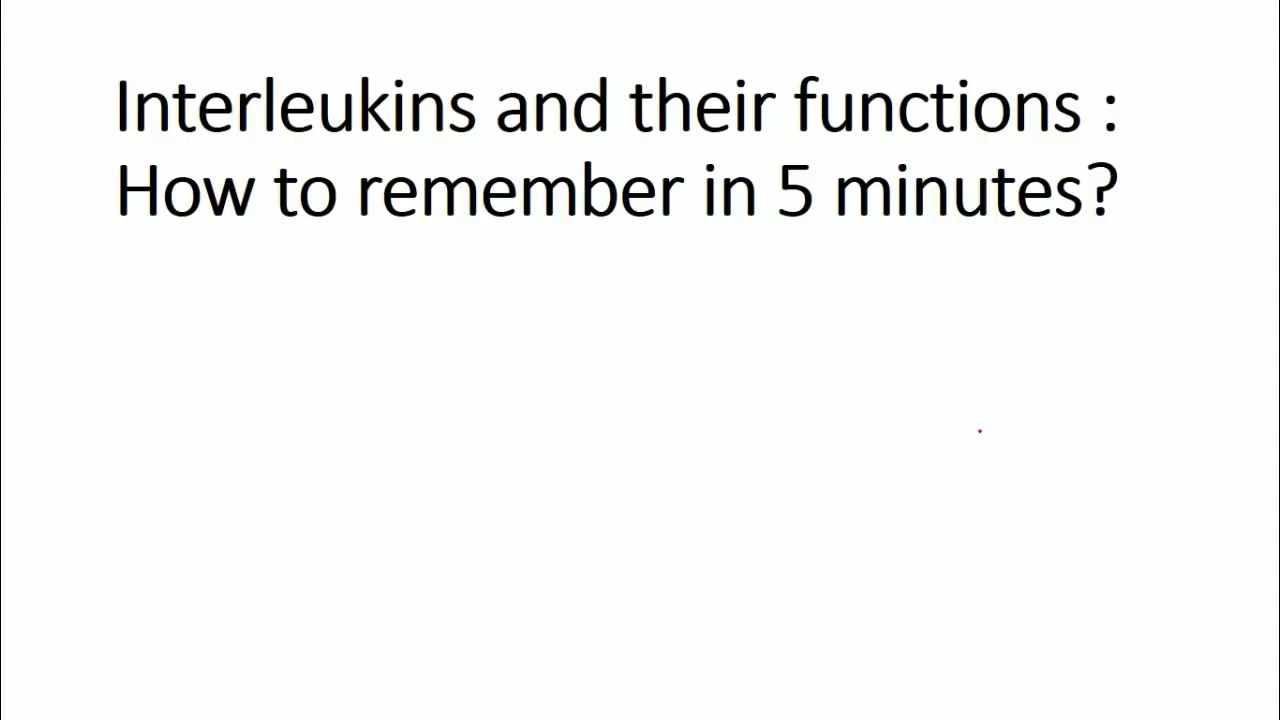 Interleukins and their functions :
How to remember in 5 minutes?